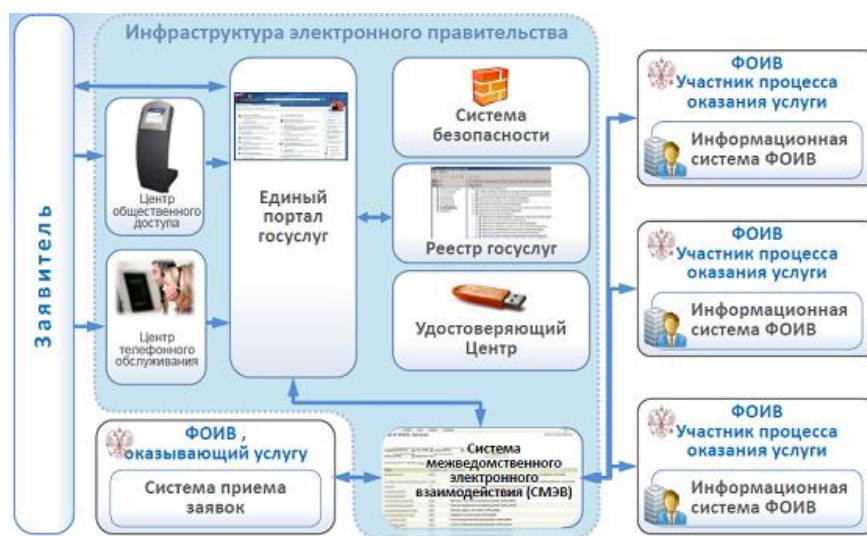 Инфраструктура электронного правительства
Заявитель
Центр
общественного
доступа
Центр
телефонного
обслуживания
Единый
портал
госуслуг
Система
безопасности
Реестр госуслуг
Удостоверяющий
Центр
ФОИВ ,
оказывающий услугу
Система приема
заявок
Система
межведомственного
электронного
взаимодействия (СМЭВ)
ФОИВ
Участник процесса
оказания услуги
Информационная
система ФОИВ
ФОИВ
Участник процесса
оказания услуги
Информационная
система ФОИВ
ФОИВ
Участник процесса
оказания услуги
Информационная
система ФОИВ